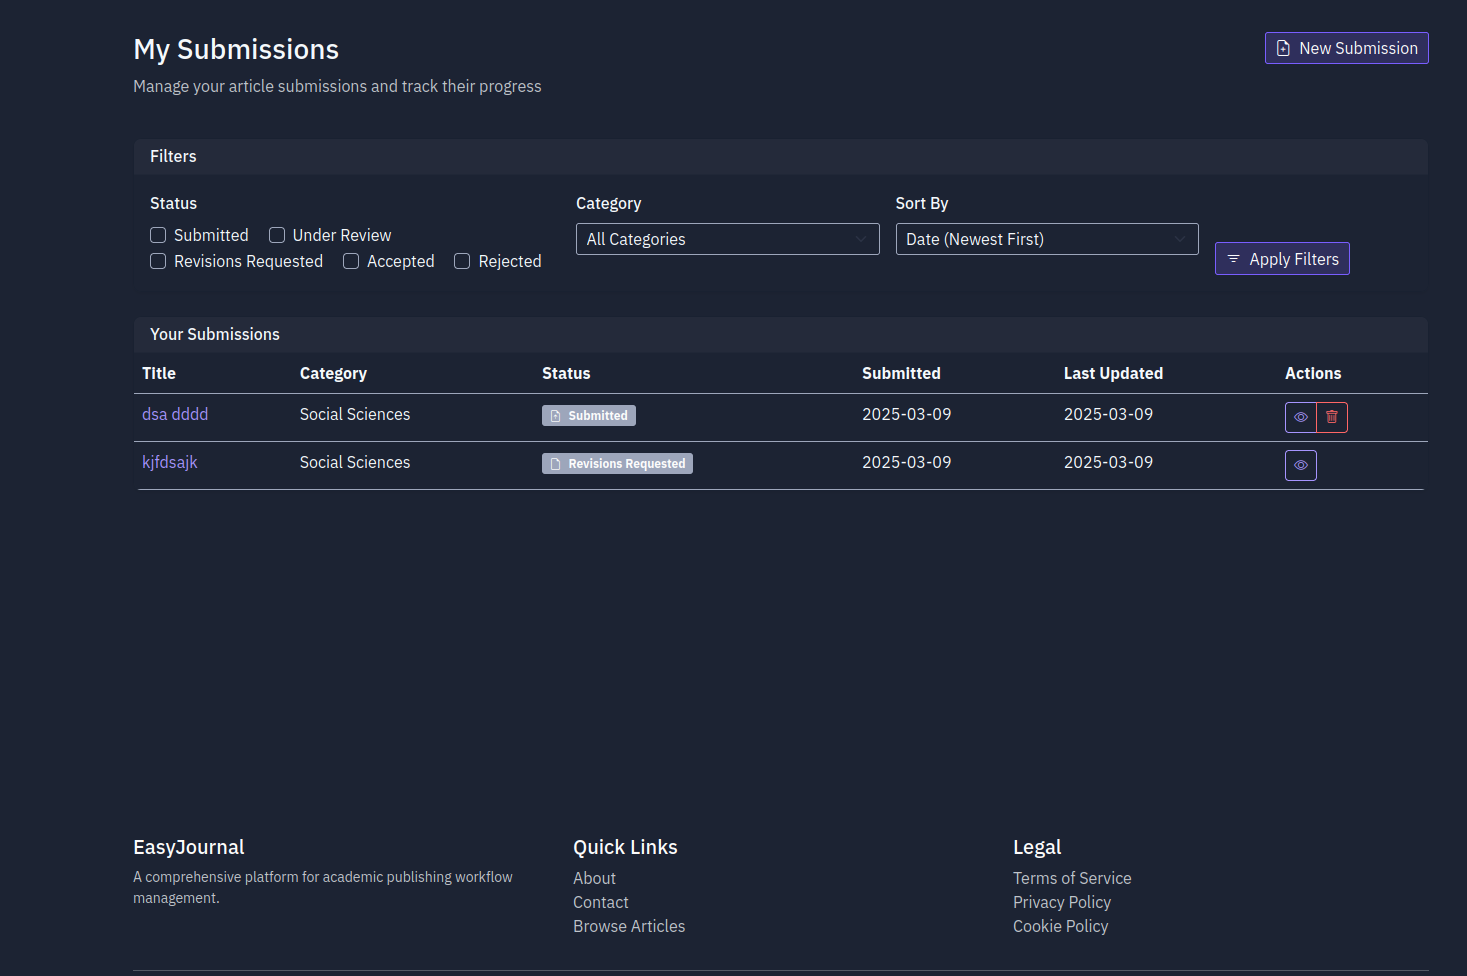 My Submissions
New Submission
Manage your article submissions and track their progress
Filters
Status
Category
Sort By
Submitted
Under Review
All Categories
Date (Newest First)
Revisions Requested
Accepted
Rejected
Apply Filters
Your Submissions
Title Category Status Submitted Last Updated Actions
dsa dddd Social Sciences Submitted 2025-03-09 2025-03-09
kjfdsajk Social Sciences Revisions Requested 2025-03-09 2025-03-09
EasyJournal
A comprehensive platform for academic publishing workflow
management.
Quick Links
About
Contact
Browse Articles
Legal
Terms of Service
Privacy Policy
Cookie Policy